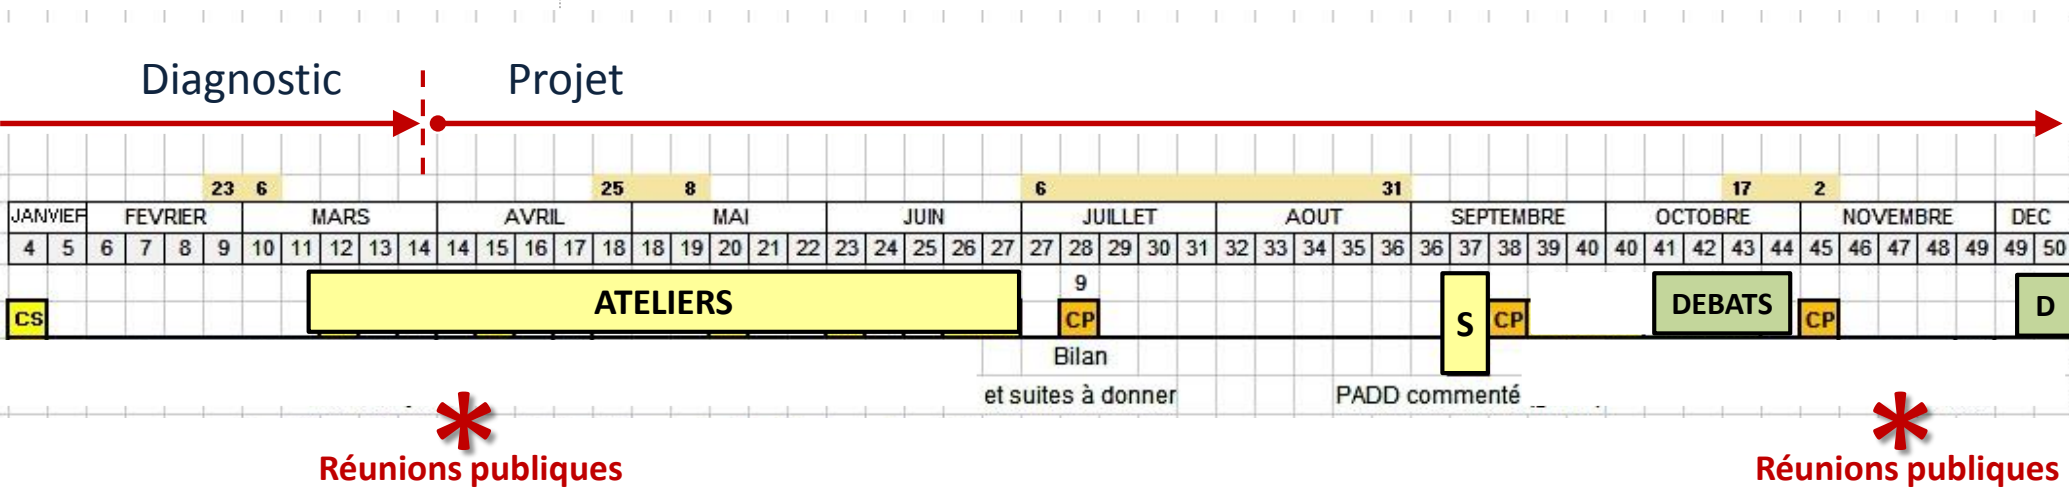 Diagnostic Projet
23 6 25 8 6 31 17 2
JANVIER FEVRIER MARS AVRIL MAI JUIN JUILLET AOUT SEPTEMBRE OCTOBRE NOVEMBRE DEC
4 5 6 7 8 9 10 11 12 13 14 14 15 16 17 18 18 19 20 21 22 23 24 25 26 27 27 28 29 30 31 32 33 34 35 36 36 37 38 39 40 40 41 42 43 44 45 46 47 48 49 49 50
9
CS ATELIERS CP S CP DEBATS CP D
Bilan
et suites à donner PADD commenté
Réunions publiques Réunions publiques